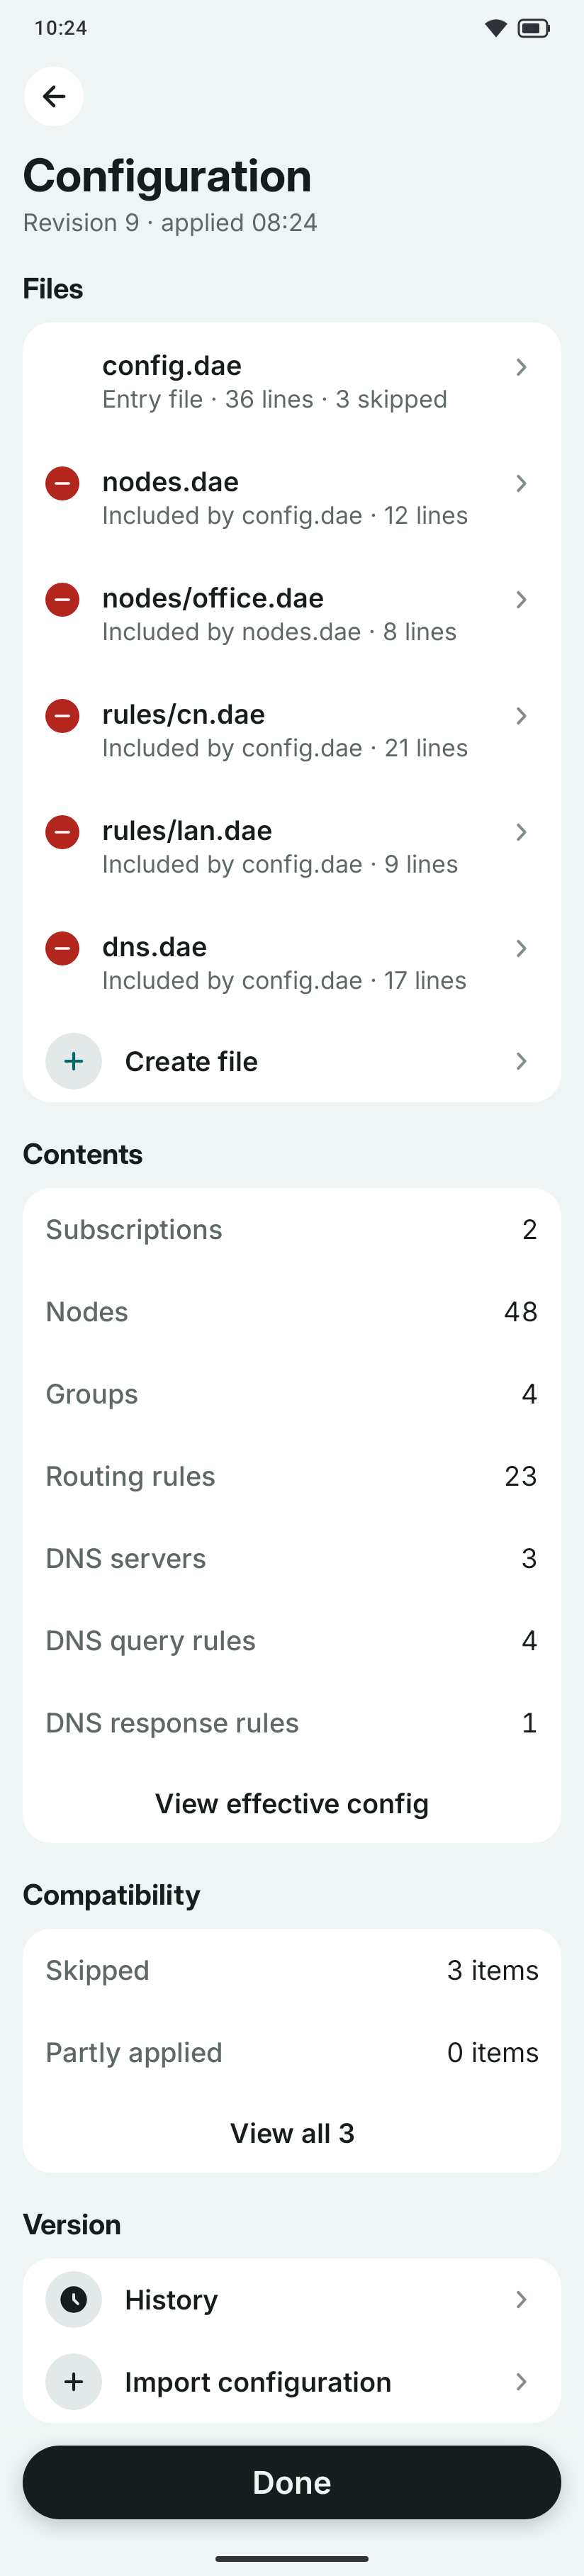 10:24
Configuration
Revision 9 · applied 08:24
Files
config.dae
Entry file · 36 lines · 3 skipped
nodes.dae
Included by config.dae · 12 lines
nodes/office.dae
Included by nodes.dae · 8 lines
rules/cn.dae
Included by config.dae · 21 lines
rules/lan.dae
Included by config.dae · 9 lines
dns.dae
Included by config.dae · 17 lines
Create file
Contents
Subscriptions 2
Nodes 48
Groups 4
Routing rules 23
DNS servers 3
DNS query rules 4
DNS response rules 1
View effective config
Compatibility
Skipped 3 items
Partly applied 0 items
View all 3
Version
History
Import configuration
Done